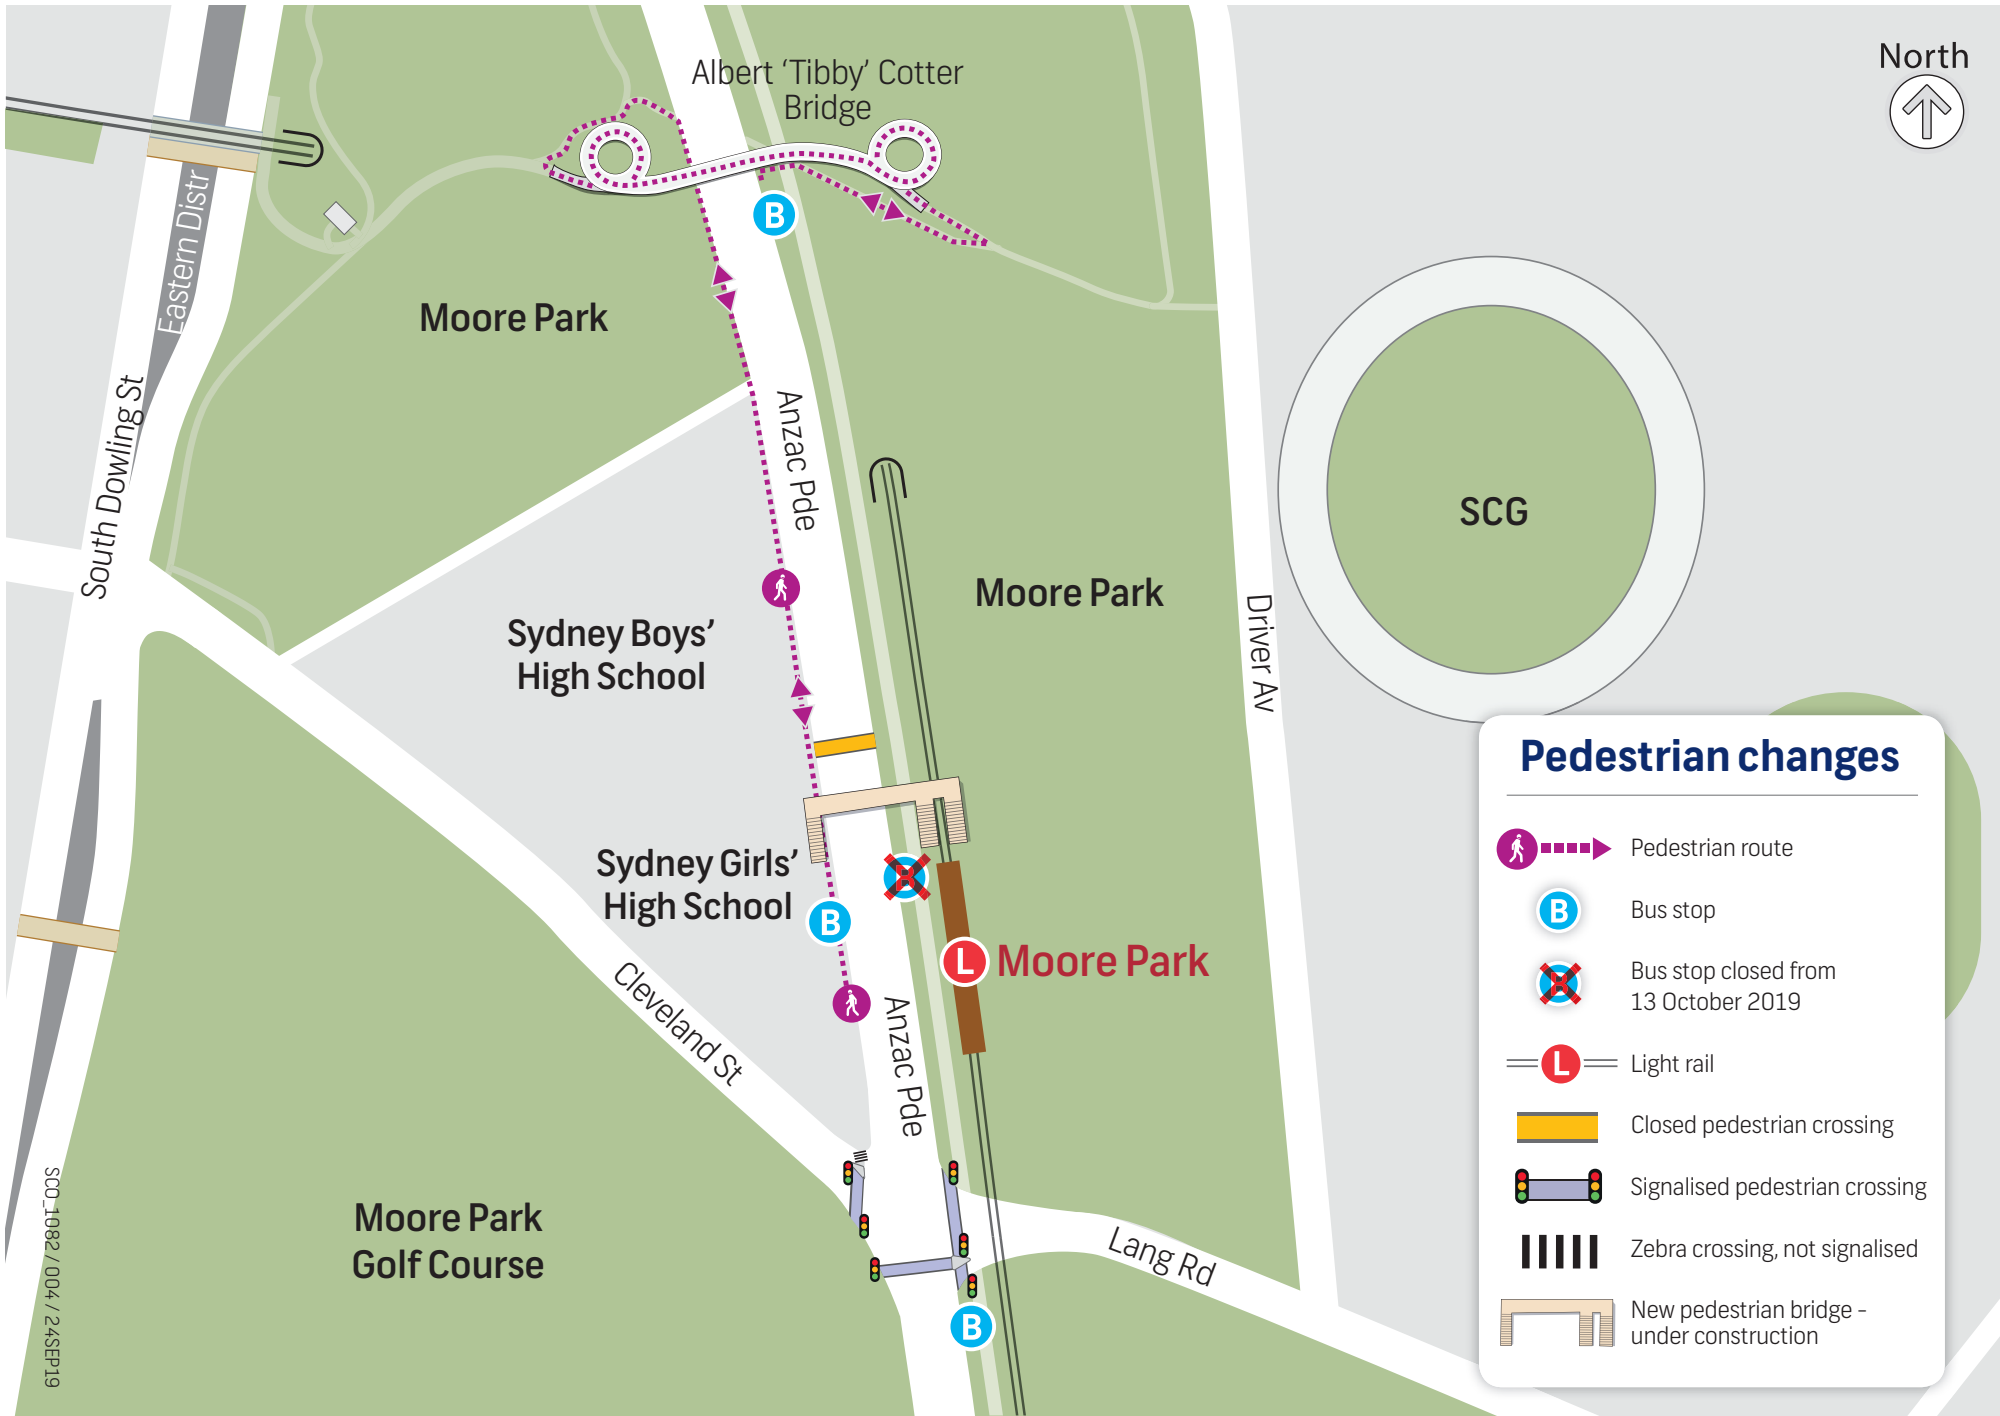 North
Albert ‘Tibby’ Cotter
Bridge
B
Eastern Distr
Moore Park
South Dowling St
Anzac Pde
SCG
Moore Park
Driver Av
Sydney Boys’
High School
Sydney Girls’
High School
B
B
L
Moore Park
Anzac Pde
Cleveland St
Lang Rd
Moore Park
Golf Course
B
SCO_1082 / 004 / 24SEP19
Pedestrian changes
Pedestrian route
B
Bus stop
B
Bus stop closed from
13 October 2019
L
Light rail
Closed pedestrian crossing
Signalised pedestrian crossing
Zebra crossing, not signalised
New pedestrian bridge -
under construction